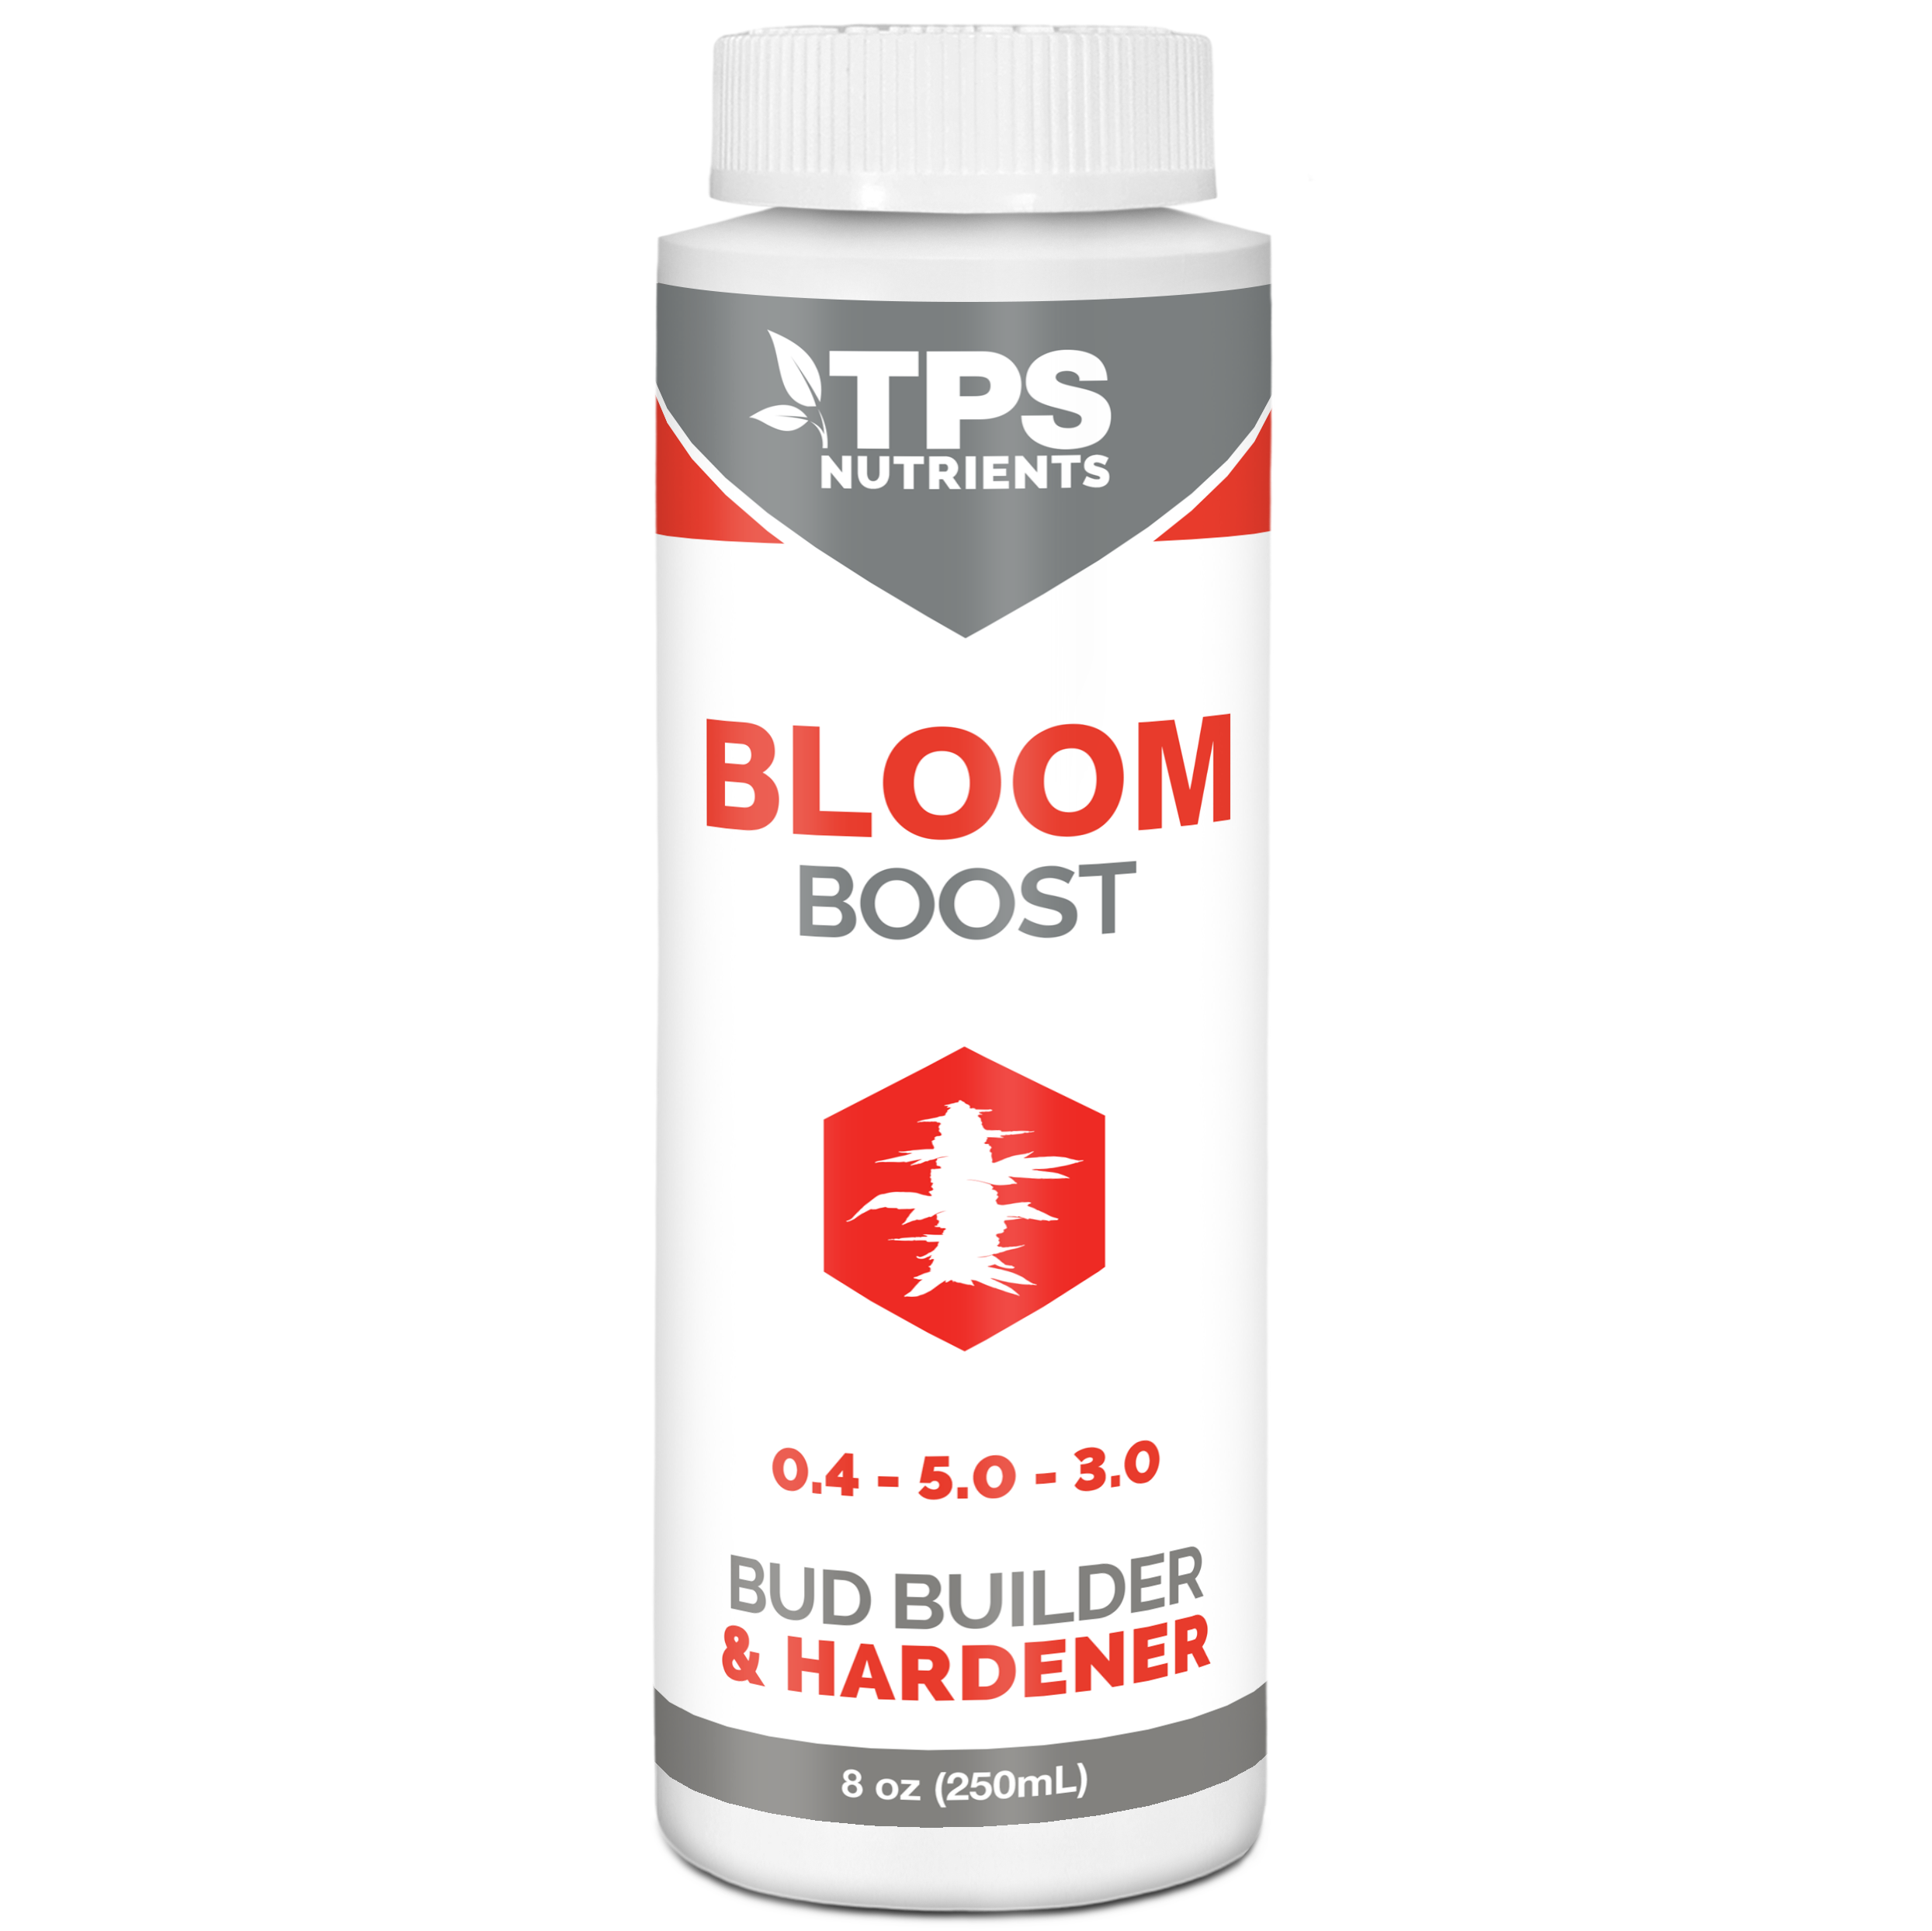 TPS
NUTRIENTS
BLOOM
BOOST
0.4 - 5.0 - 3.0
BUD BUILDER
& HARDENER
8 oz (250mL)